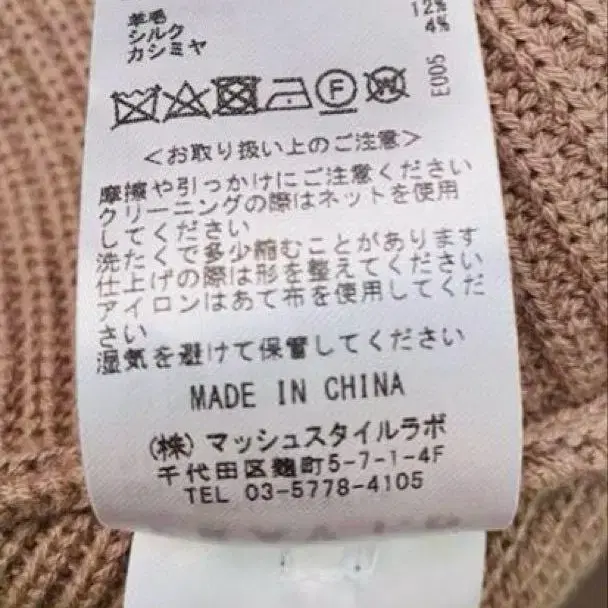 羊毛 12%
シルク 4%
カシミヤ
E005
F W
<お取り扱い上のご注意>
摩擦や引っかけにご注意ください
クリーニングの際はネットを使用
してください
洗たくで多少縮むことがあります
仕上げの際は形を整えてください
アイロンはあて布を使用してくだ
さい
湿気を避けて保管してください
MADE IN CHINA
(株)マッシュスタイルラボ
千代田区麹町5-7-1-4F
TEL 03-5778-4105